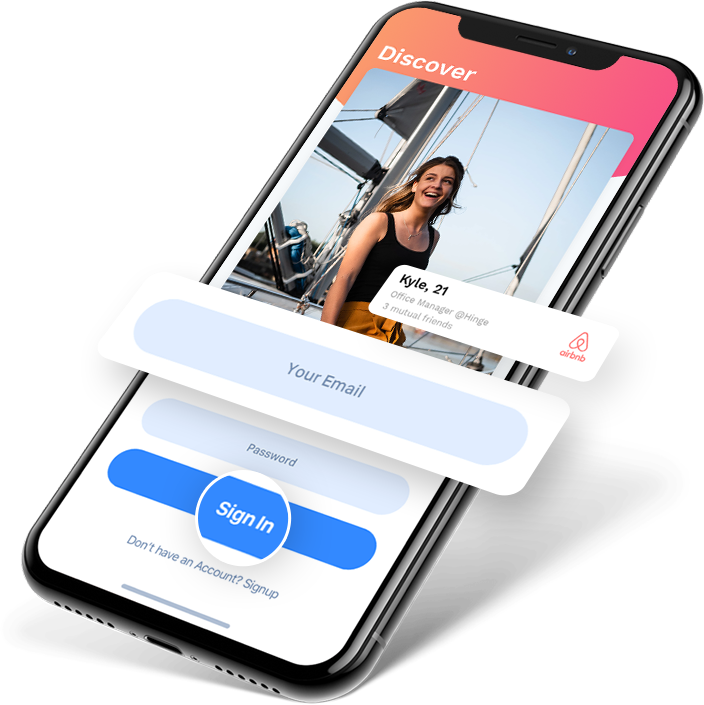 Discover
Kyle, 21
Office Manager @Hinge
3 mutual friends
airbnb
Your Email
Password
Sign In
Don't have an Account? Signup